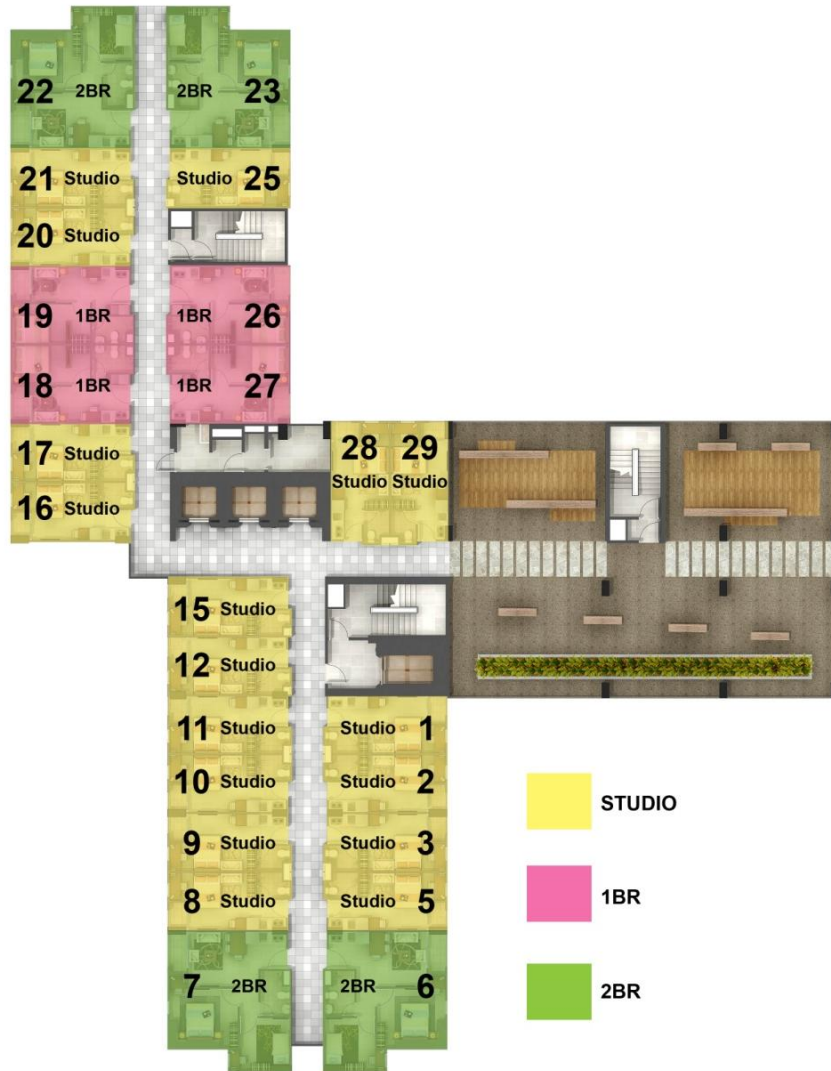 22 2BR 2BR 23
21 Studio Studio 25
20 Studio
19 1BR 1BR 26
18 1BR 1BR 27
17 Studio 28 29
Studio Studio
16 Studio
15 Studio
12 Studio
11 Studio Studio 1
10 Studio Studio 2
9 Studio Studio 3
8 Studio Studio 5
7 2BR 2BR 6
STUDIO
1BR
2BR